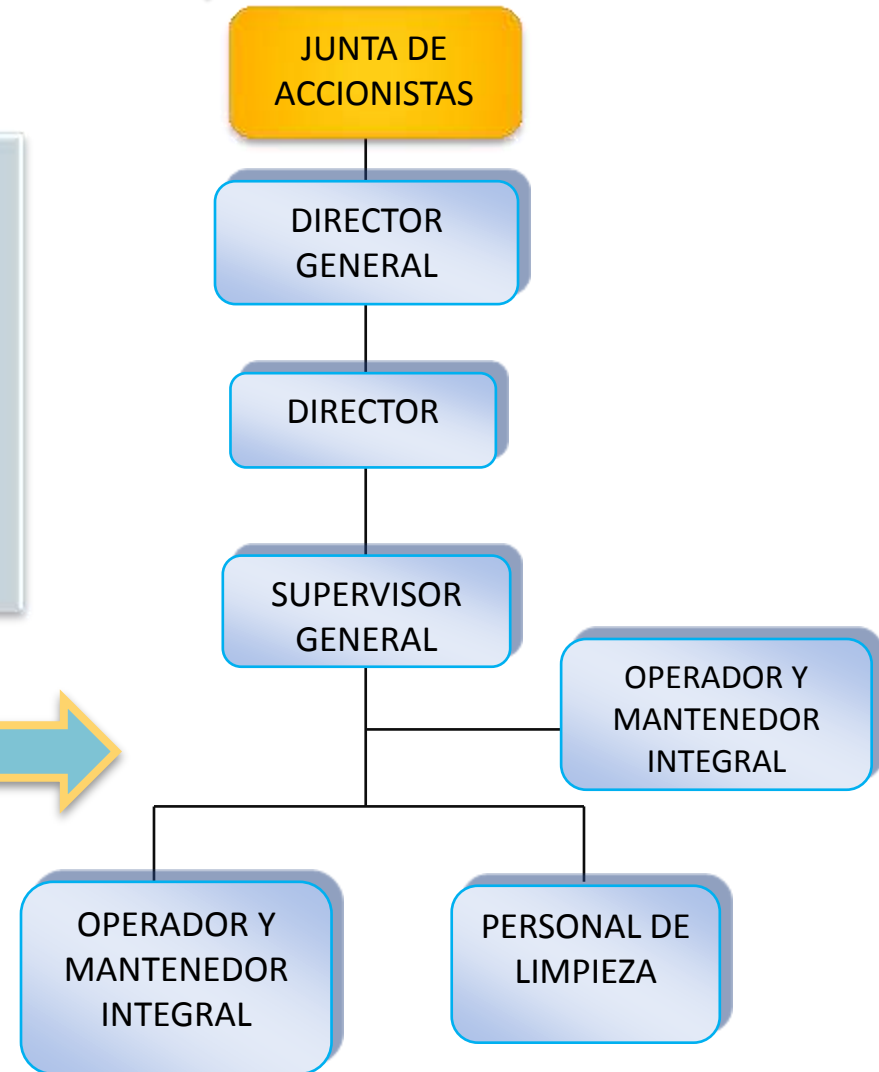 JUNTA DE
ACCIONISTAS
DIRECTOR
GENERAL
DIRECTOR
SUPERVISOR
GENERAL
OPERADOR Y
MANTENEDOR
INTEGRAL
OPERADOR Y
MANTENEDOR
INTEGRAL
PERSONAL DE
LIMPIEZA